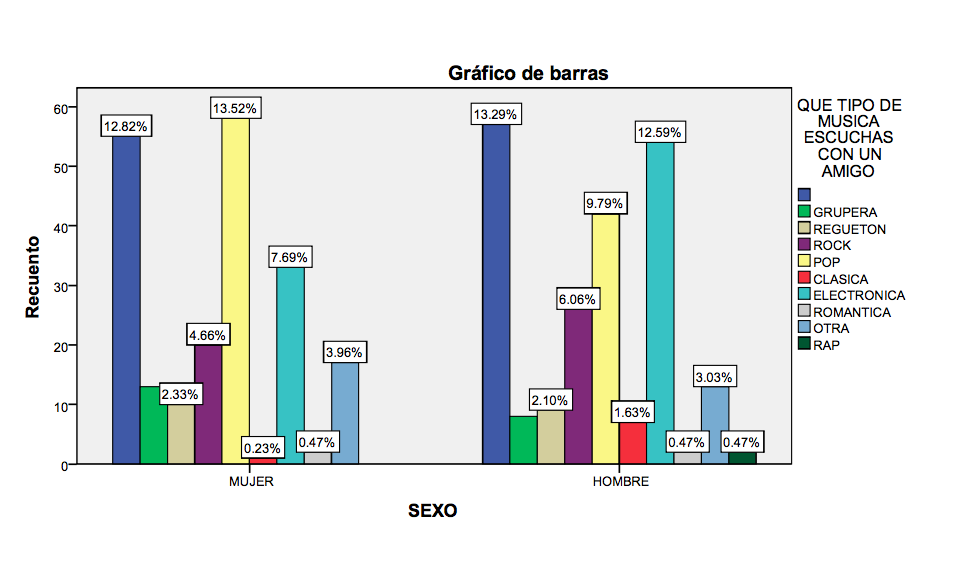 Gráfico de barras
60
50
40
30
20
10
0
Recuento
12.82%
2.33%
4.66%
13.52%
0.23%
7.69%
0.47%
3.96%
13.29%
2.10%
6.06%
9.79%
1.63%
12.59%
0.47%
3.03%
0.47%
MUJER
HOMBRE
SEXO
QUE TIPO DE
MUSICA
ESCUCHAS
CON UN
AMIGO
GRUPERA
REGUETON
ROCK
POP
CLASICA
ELECTRONICA
ROMANTICA
OTRA
RAP